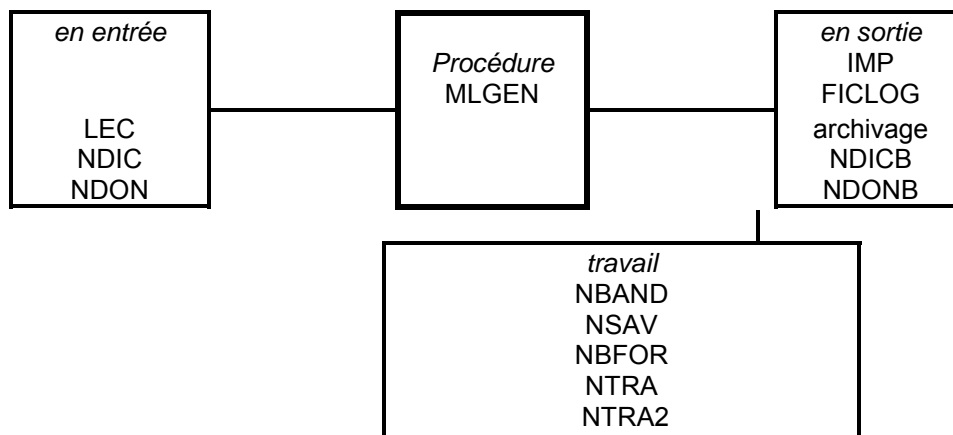 en entrée
LEC
NDIC
NDON
Procédure
MLGEN
en sortie
IMP
FICLOG
archivage
NDICB
NDONB
travail
NBAND
NSAV
NBFOR
NTRA
NTRA2